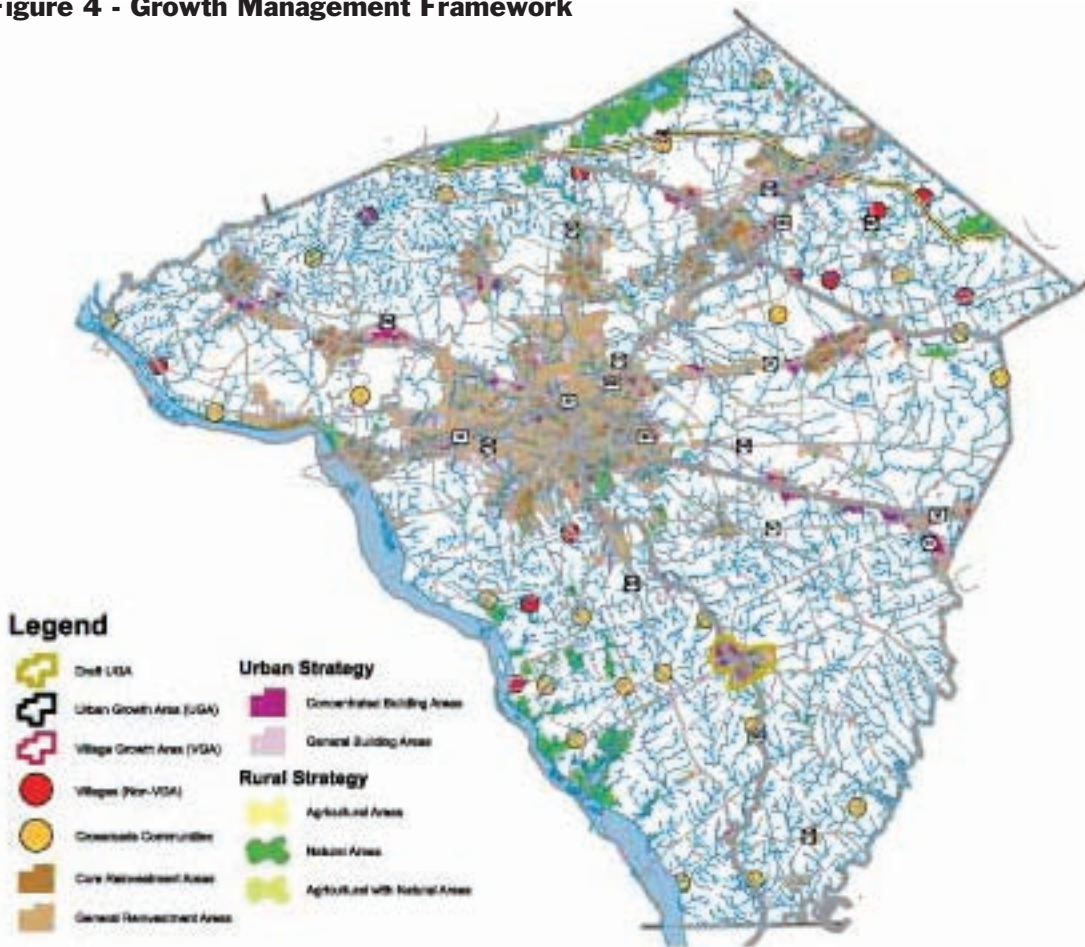 Figure 4 - Growth Management Framework
Legend
Draft UGA
Urban Growth Area (UGA)
Village Growth Area (VGA)
Villages (Non-VGA)
Crossroads Communities
Core Reinvestment Areas
General Reinvestment Areas
Urban Strategy
Concentrated Building Areas
General Building Areas
Rural Strategy
Agricultural Areas
Natural Areas
Agricultural with Natural Areas